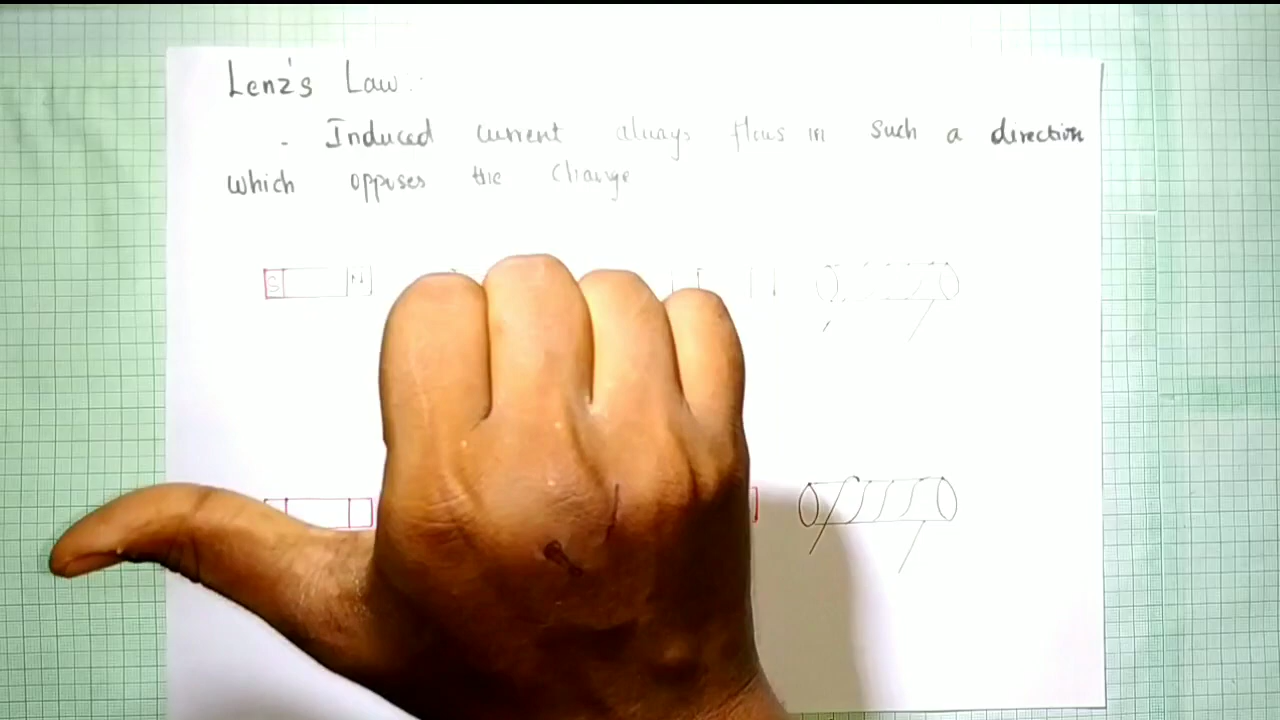 Lenz's Law:-
- Induced current always flows in such a direction
which opposes the change
S N